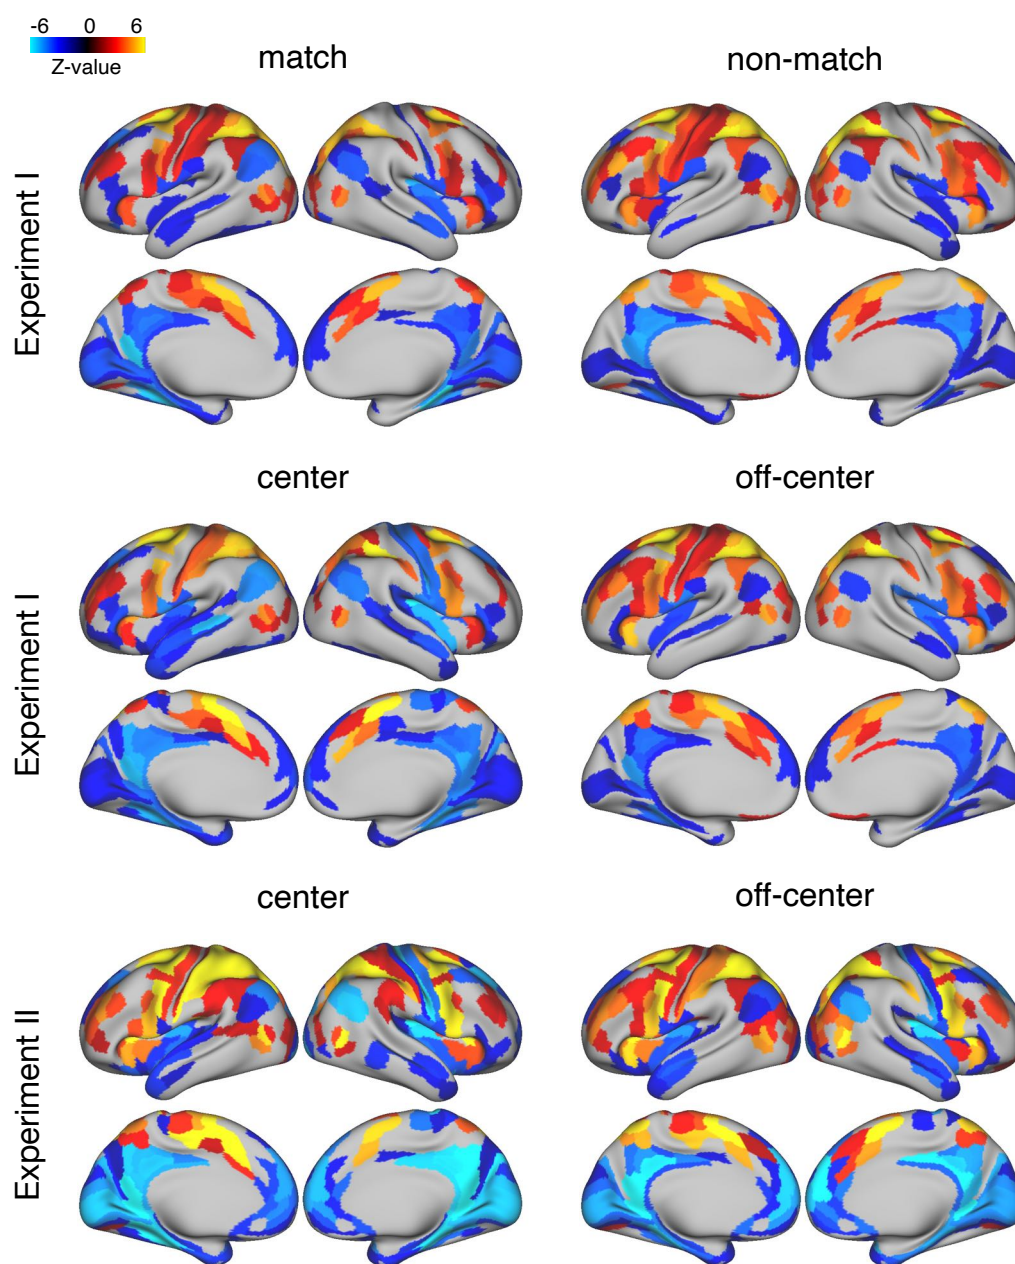 -6 0 6
Z-value
match
non-match
Experiment I
center
off-center
Experiment I
center
off-center
Experiment II